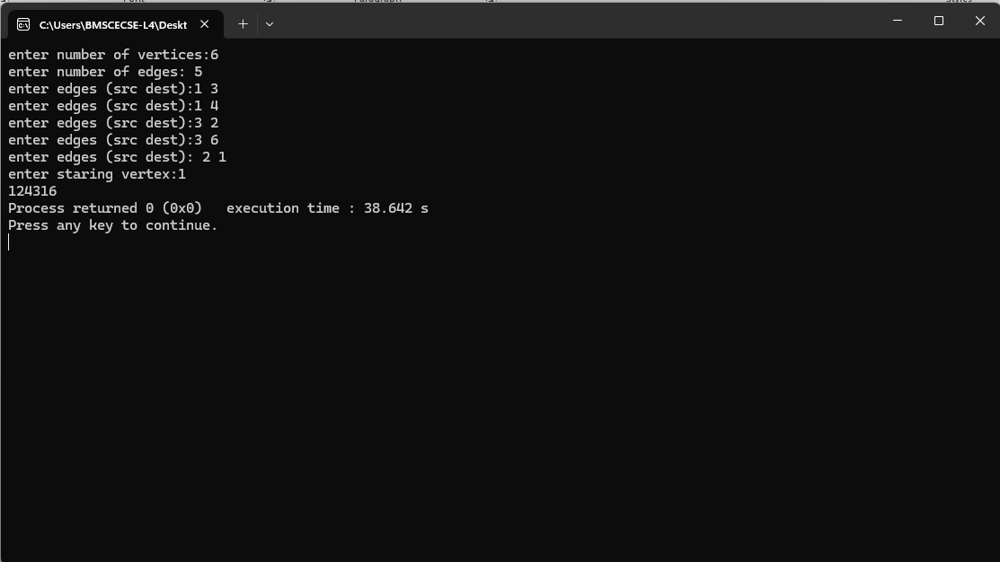 C:\Users\BMSCECSE-L4\Deskt
enter number of vertices:6
enter number of edges: 5
enter edges (src dest):1 3
enter edges (src dest):1 4
enter edges (src dest):3 2
enter edges (src dest):3 6
enter edges (src dest): 2 1
enter staring vertex:1
124316
Process returned 0 (0x0)   execution time : 38.642 s
Press any key to continue.